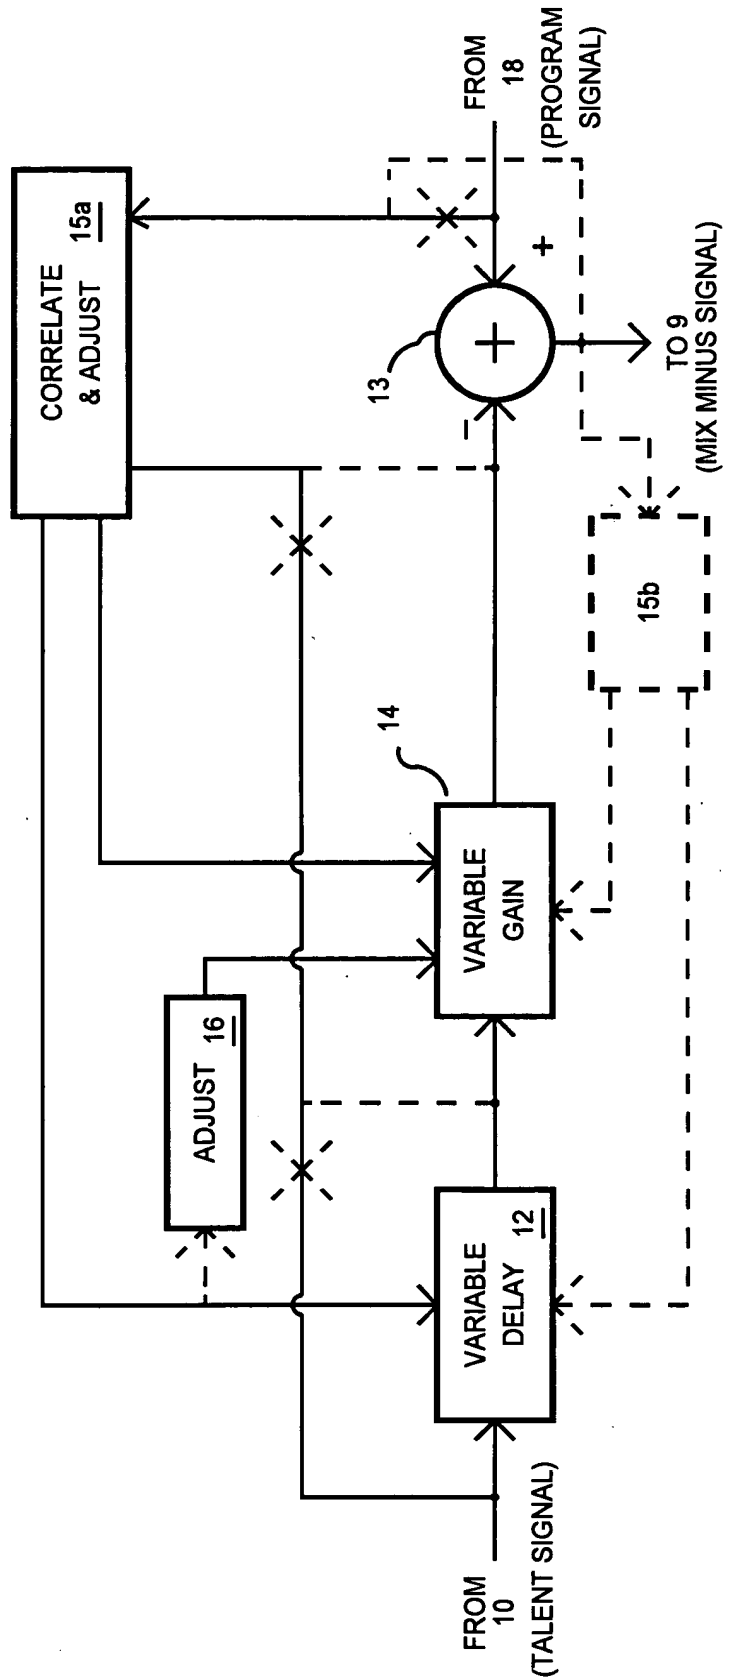 CORRELATE
& ADJUST
15a
ADJUST
16
FROM
10
(TALENT SIGNAL)
VARIABLE
DELAY
12
VARIABLE
GAIN
14
13
−
+
+
FROM
18
(PROGRAM
SIGNAL)
TO 9
(MIX MINUS SIGNAL)
15b